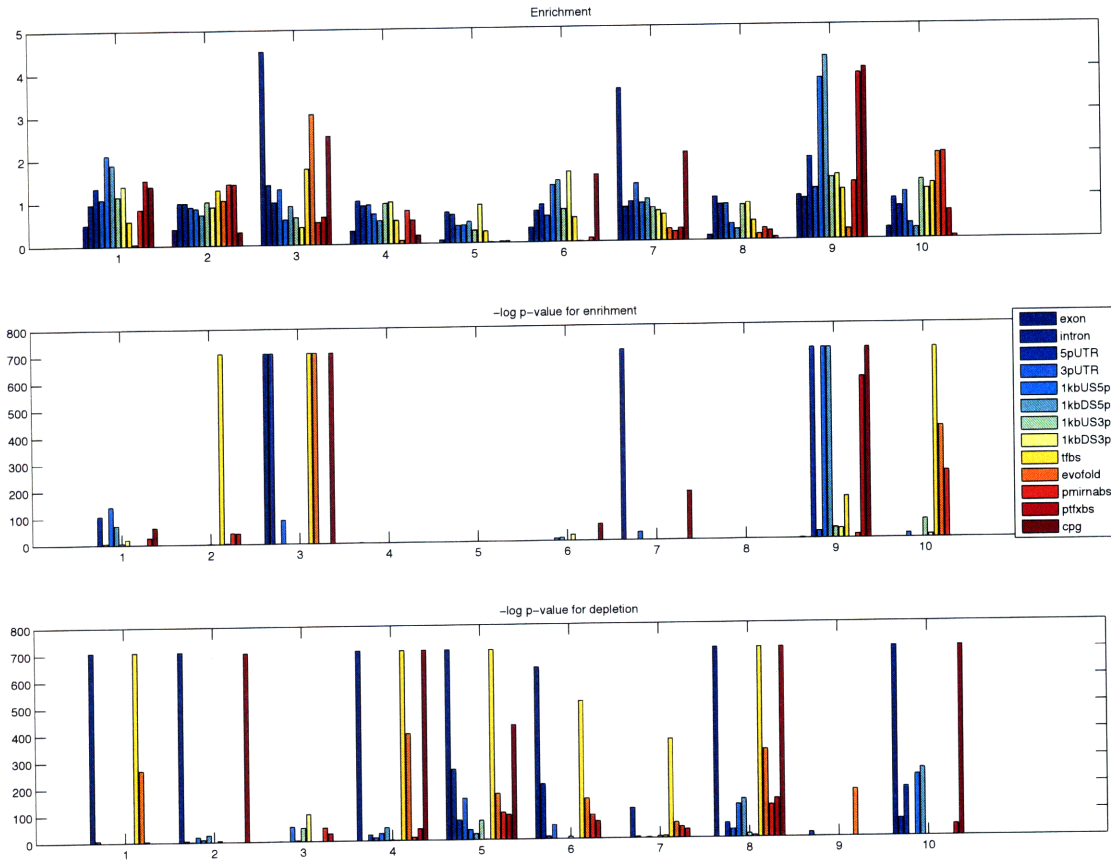 Enrichment
5
4
3
2
1
0
1 2 3 4 5 6 7 8 9 10
−log p−value for enrihment
800
700
600
500
400
300
200
100
0
1 2 3 4 5 6 7 8 9 10
exon
intron
5pUTR
3pUTR
1kbUS5p
1kbDS5p
1kbUS3p
1kbDS3p
tfbs
evofold
pmirnabs
ptfxbs
cpg
−log p−value for depletion
800
700
600
500
400
300
200
100
0
1 2 3 4 5 6 7 8 9 10